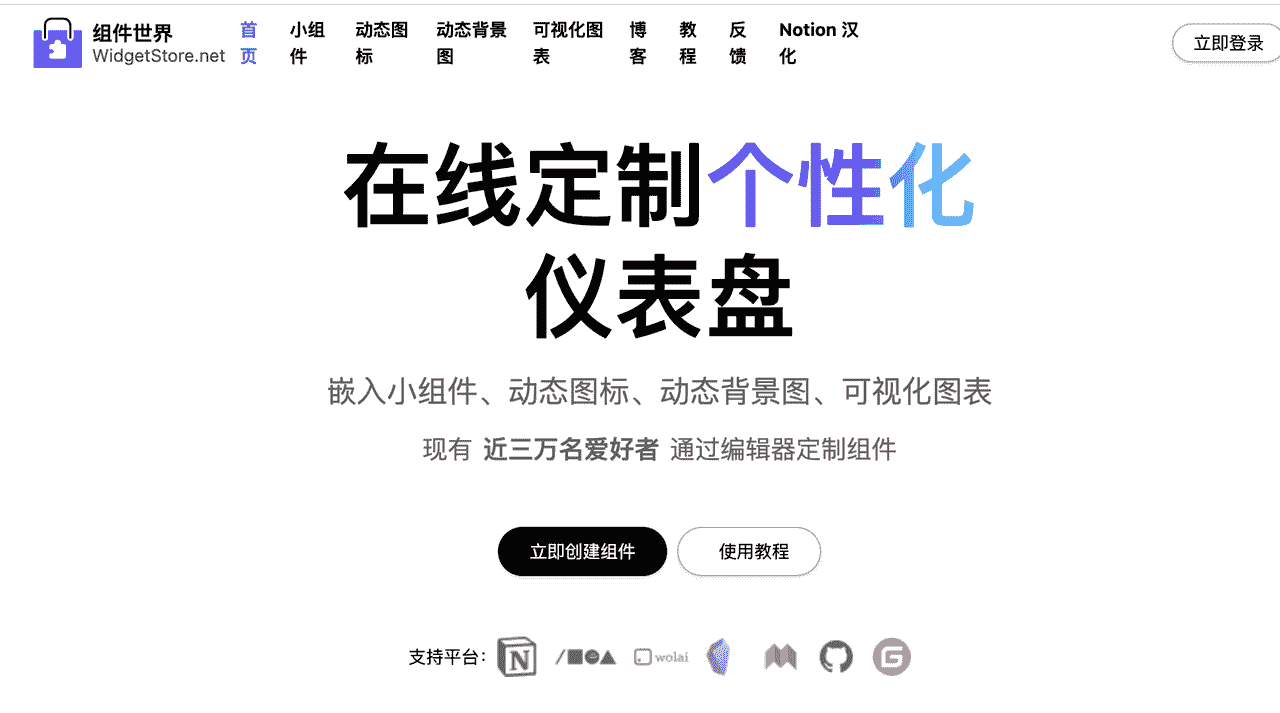 组件世界
WidgetStore.net
首页
小组件
动态图标
动态背景图
可视化图表
博客
教程
反馈
Notion 汉化
立即登录
在线定制个性化
仪表盘
嵌入小组件、动态图标、动态背景图、可视化图表
现有 近三万名爱好者 通过编辑器定制组件
立即创建组件
使用教程
支持平台：
wolai